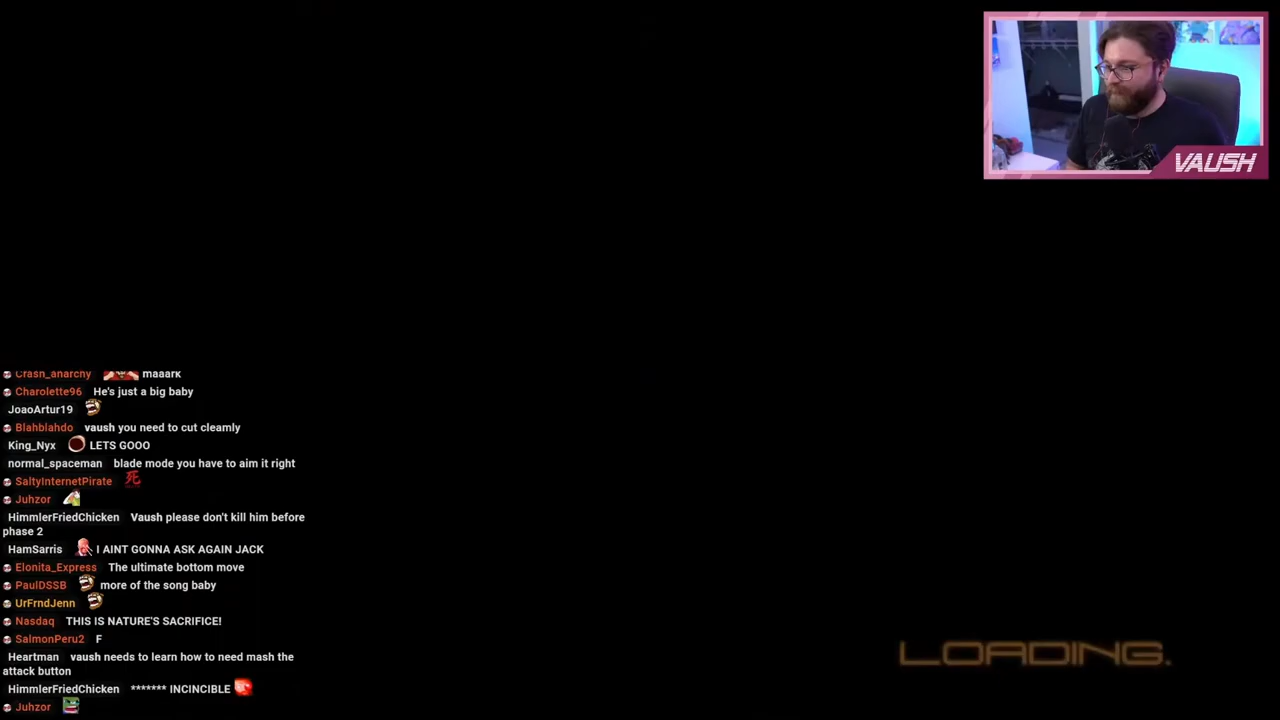 VAUSH
Crash_anarchy maaark
Charolette96 He's just a big baby
JoaoArtur19
Blahblahdo vaush you need to cut cleamly
King_Nyx LETS GOOO
normal_spaceman blade mode you have to aim it right
SaltyInternetPirate 死
Juhzor
HimmlerFriedChicken Vaush please don't kill him before
phase 2
HamSarris I AINT GONNA ASK AGAIN JACK
Elonita_Express The ultimate bottom move
PaulDSSB more of the song baby
UrFrndJenn
Nasdaq THIS IS NATURE'S SACRIFICE!
SalmonPeru2 F
Heartman vaush needs to learn how to need mash the
attack button
HimmlerFriedChicken ******* INCINCIBLE
Juhzor
LOADING.